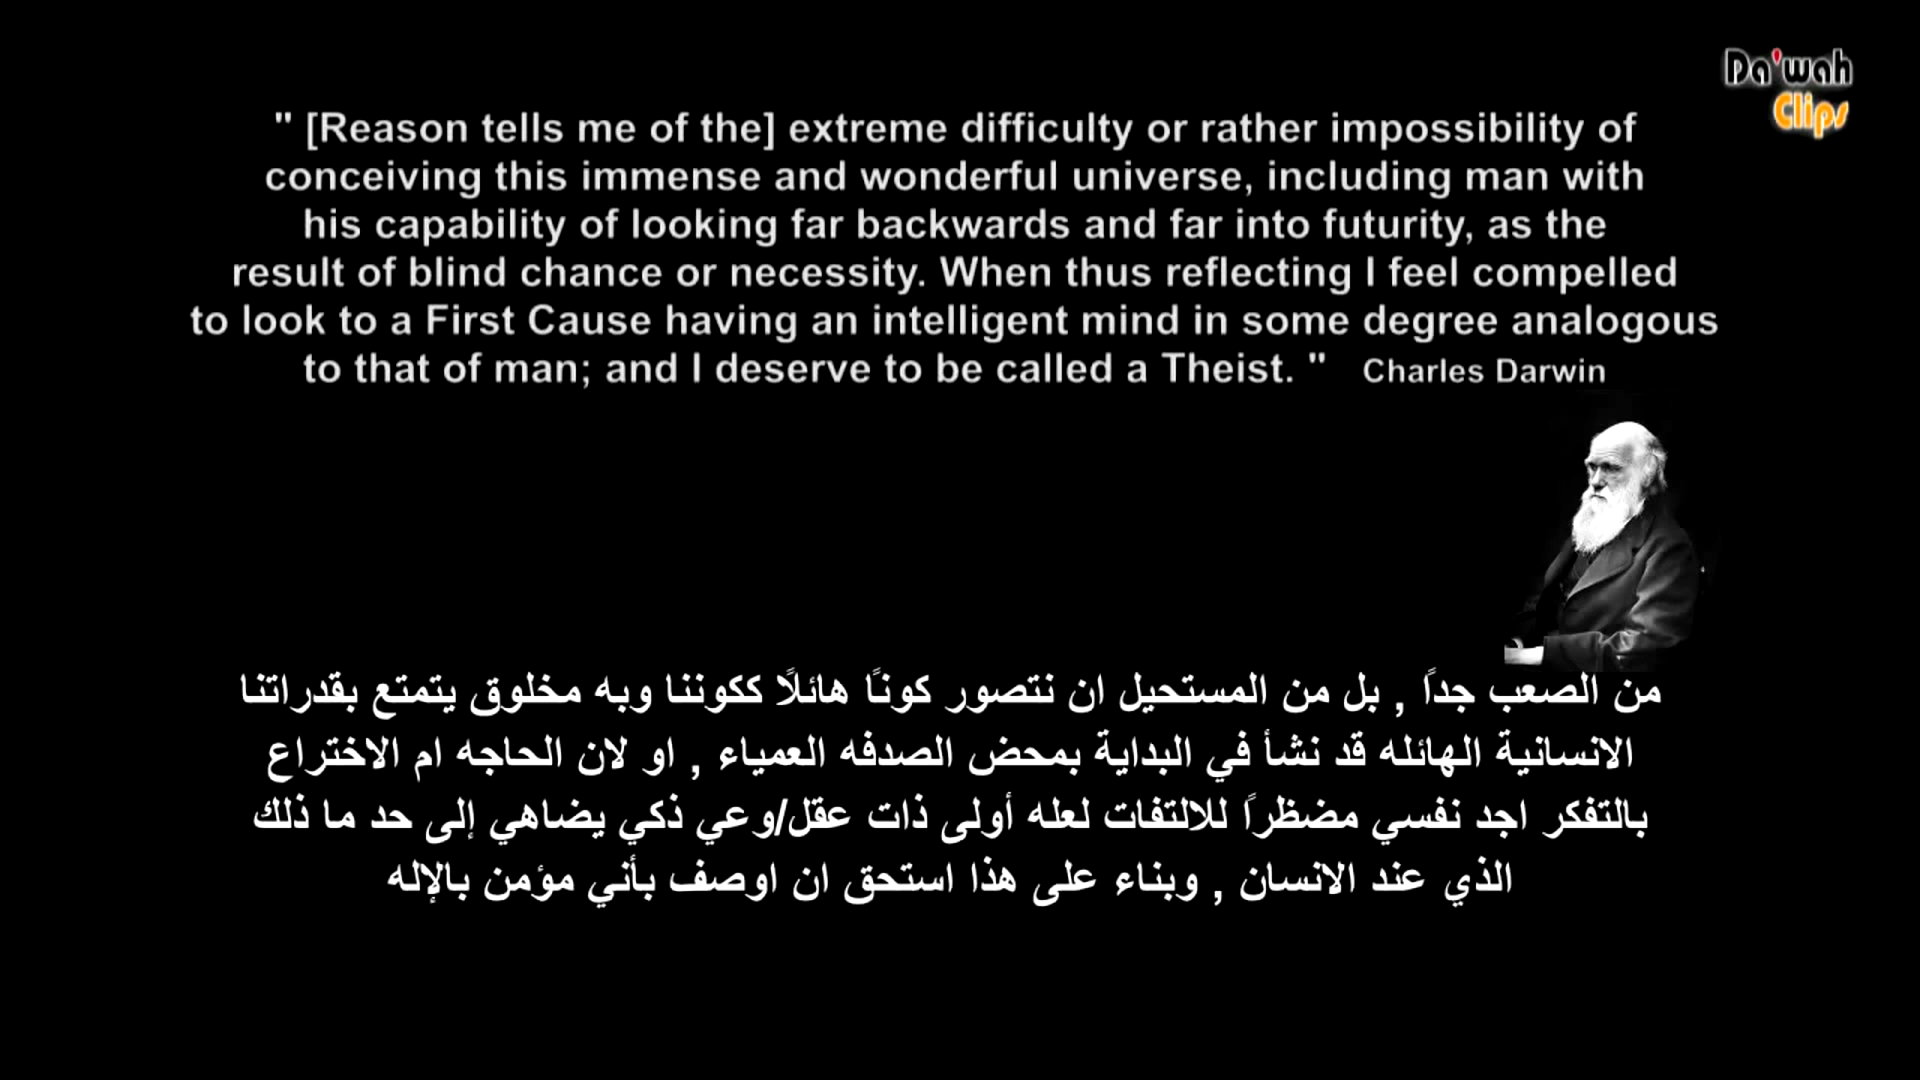 Da'wah
Clips
" [Reason tells me of the] extreme difficulty or rather impossibility of
conceiving this immense and wonderful universe, including man with
his capability of looking far backwards and far into futurity, as the
result of blind chance or necessity. When thus reflecting I feel compelled
to look to a First Cause having an intelligent mind in some degree analogous
to that of man; and I deserve to be called a Theist. " Charles Darwin
من الصعب جداً , بل من المستحيل ان نتصور كونًا هائلًا ككوننا وبه مخلوق يتمتع بقدراتنا
الانسانية الهائله قد نشأ في البداية بمحض الصدفه العمياء , او لان الحاجه ام الاختراع
بالتفكر اجد نفسي مضظراً للالتفات لعله أولى ذات عقل/وعي ذكي يضاهي إلى حد ما ذلك
الذي عند الانسان , وبناء على هذا استحق ان اوصف بأني مؤمن بالإله